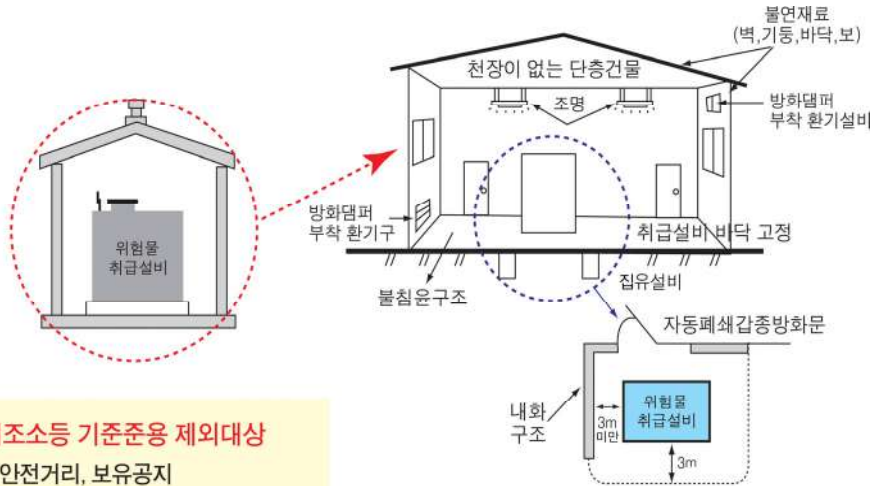 불연재료
(벽,기둥,바닥,보)
천장이 없는 단층건물
조명
방화댐퍼
부착 환기설비
위험물
취급설비
방화댐퍼
부착 환기구
취급설비 바닥 고정
불침윤구조
집유설비
자동폐쇄갑종방화문
내화
구조
3m
미만
위험물
취급설비
3m
조소등 기준준용 제외대상
안전거리, 보유공지